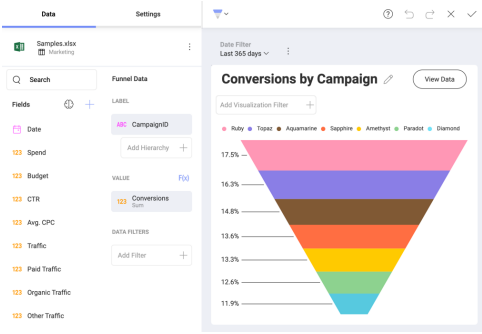 Data
Settings
Samples.xlsx
Marketing
Search
Fields
Date
123 Spend
123 Budget
123 CTR
123 Avg. CPC
123 Traffic
123 Paid Traffic
123 Organic Traffic
123 Other Traffic
Funnel Data
LABEL
ABC CampaignID
Add Hierarchy
VALUE
F(x)
123 Conversions
Sum
DATA FILTERS
Add Filter
Date Filter
Last 365 days
Conversions by Campaign
View Data
Add Visualization Filter
Ruby Topaz Aquamarine Sapphire Amethyst Paradot Diamond
17.5%
16.3%
14.8%
13.6%
13.3%
12.6%
11.9%